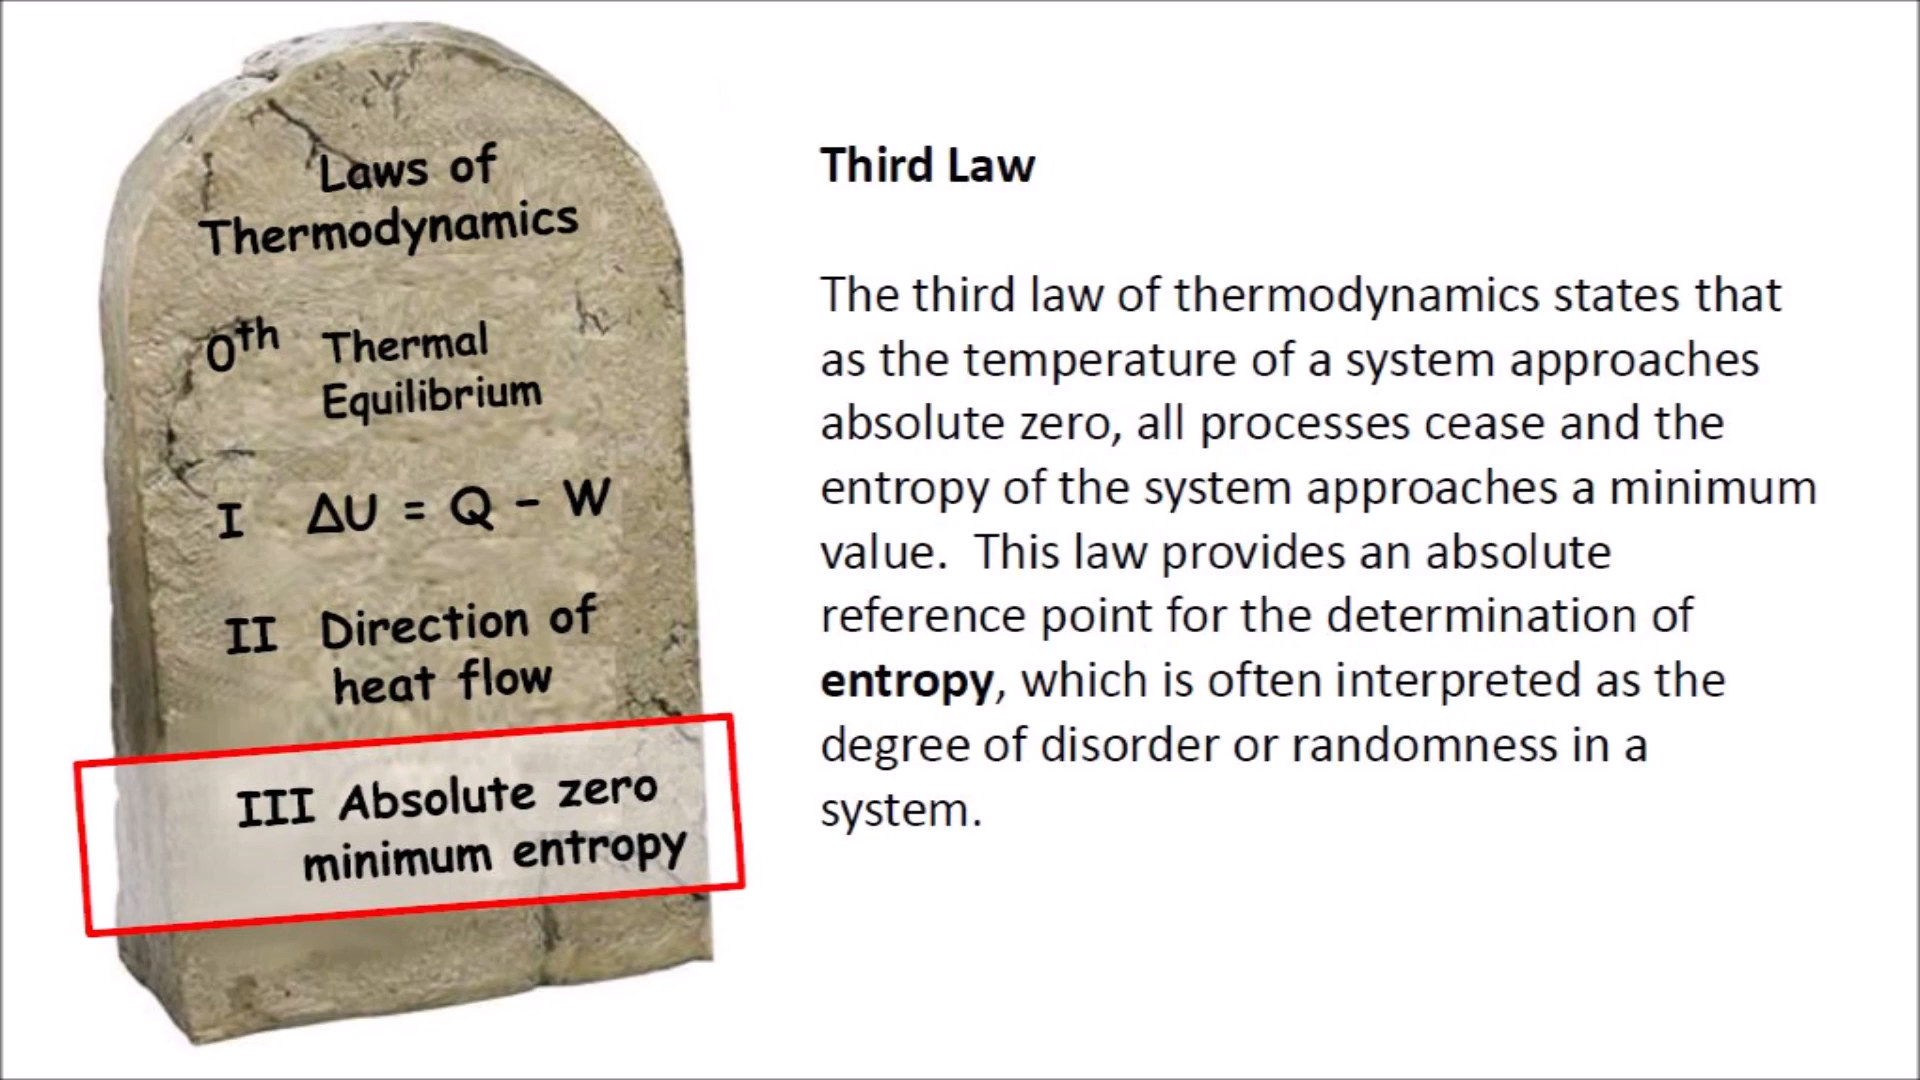 Laws of
Thermodynamics
0th Thermal
Equilibrium
I ΔU = Q - W
II Direction of
heat flow
III Absolute zero
minimum entropy
Third Law
The third law of thermodynamics states that
as the temperature of a system approaches
absolute zero, all processes cease and the
entropy of the system approaches a minimum
value.  This law provides an absolute
reference point for the determination of
entropy, which is often interpreted as the
degree of disorder or randomness in a
system.